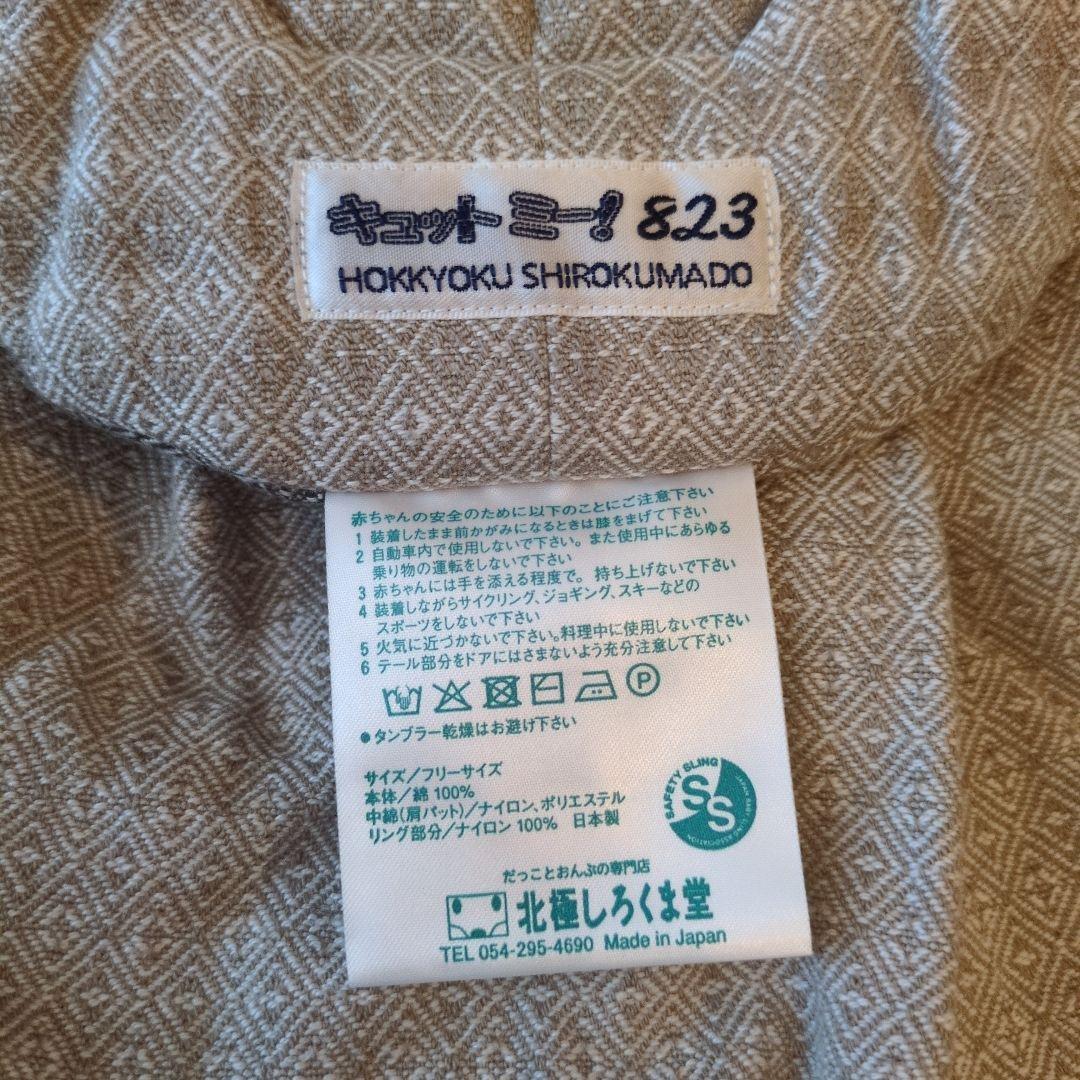 キュット ミー! 823
HOKKYOKU SHIROKUMADO
赤ちゃんの安全のために以下のことにご注意下さい
1 装着したまま前かがみになるときは膝をまげて下さい
2 自動車内で使用しないで下さい。また使用中にあらゆる
乗り物の運転をしないで下さい
3 赤ちゃんには手を添える程度で。持ち上げないで下さい
4 装着しながらサイクリング、ジョギング、スキーなどの
スポーツをしないで下さい
5 火気に近づかないで下さい。料理中に使用しないで下さい
6 テール部分をドアにはさまないよう充分注意して下さい
P
●タンブラー乾燥はお避け下さい
サイズ/フリーサイズ
本体/綿 100%
中綿(肩パット)/ナイロン、ポリエステル
リング部分/ナイロン 100% 日本製
SAFETY SLING
SS
JAPAN BABY SLING ASSOCIATION
だっことおんぶの専門店
北極しろくま堂
TEL 054-295-4690 Made in Japan